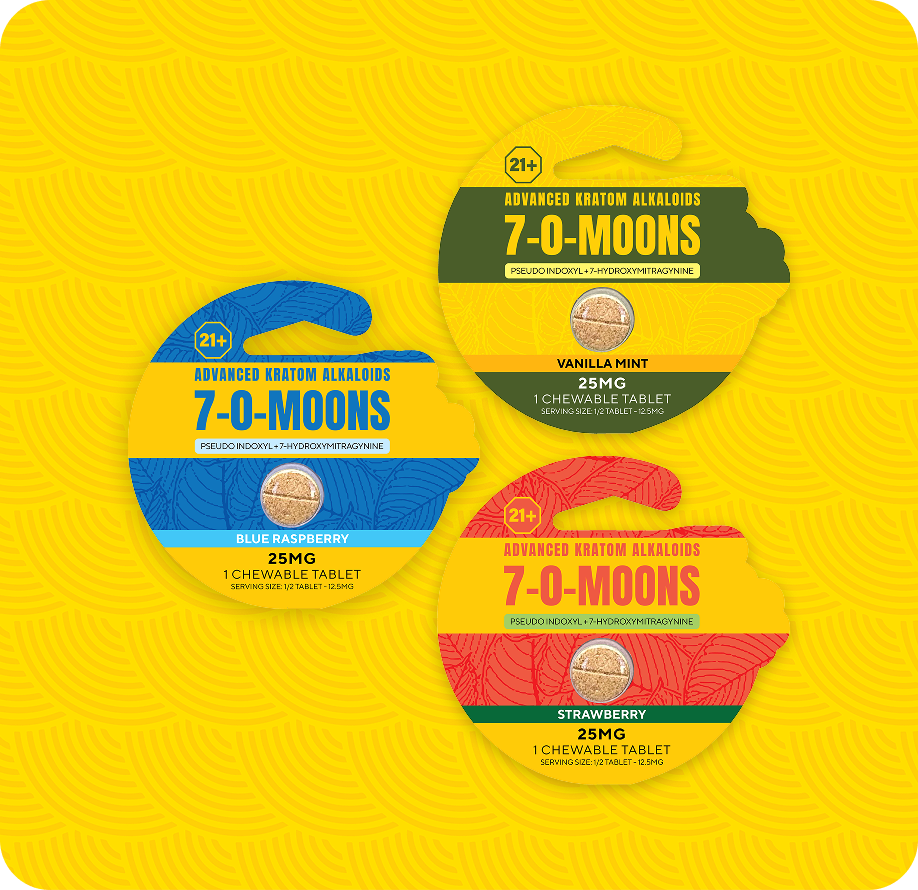 21+
ADVANCED KRATOM ALKALOIDS
7-O-MOONS
PSEUDO INDOXYL + 7-HYDROXYMITRAGYNINE
VANILLA MINT
25MG
1 CHEWABLE TABLET
SERVING SIZE: 1/2 TABLET - 12.5MG
21+
ADVANCED KRATOM ALKALOIDS
7-O-MOONS
PSEUDO INDOXYL + 7-HYDROXYMITRAGYNINE
BLUE RASPBERRY
25MG
1 CHEWABLE TABLET
SERVING SIZE: 1/2 TABLET - 12.5MG
21+
ADVANCED KRATOM ALKALOIDS
7-O-MOONS
PSEUDO INDOXYL + 7-HYDROXYMITRAGYNINE
STRAWBERRY
25MG
1 CHEWABLE TABLET
SERVING SIZE: 1/2 TABLET - 12.5MG